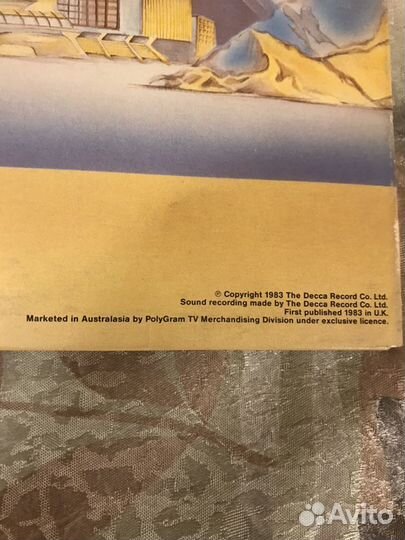 ℗ Copyright 1983 The Decca Record Co. Ltd.
Sound recording made by The Decca Record Co. Ltd.
First published 1983 in U.K.
Marketed in Australasia by PolyGram TV Merchandising Division under exclusive licence.
Avito